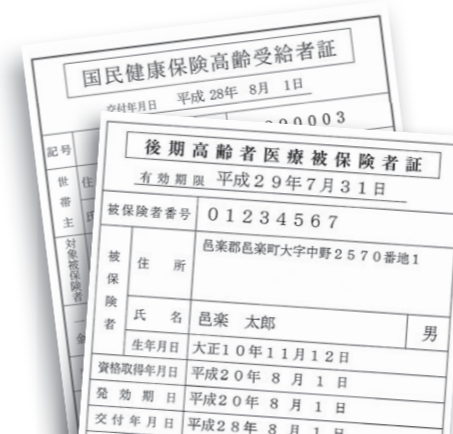 国民健康保険高齢受給者証
交付年月日 平成 28年 8月 1日
00003
記号
世帯主
住
氏
対象被保険者
一
金
後期高齢者医療被保険者証
有効期限 平成29年7月31日
被保険者番号 01234567
被保険者
住所 邑楽郡邑楽町大字中野2570番地1
氏名 邑楽 太郎 男
生年月日 大正10年11月12日
資格取得年月日 平成20年 8月 1日
発効期日 平成20年 8月 1日
交付年月日 平成28年 8月 1日